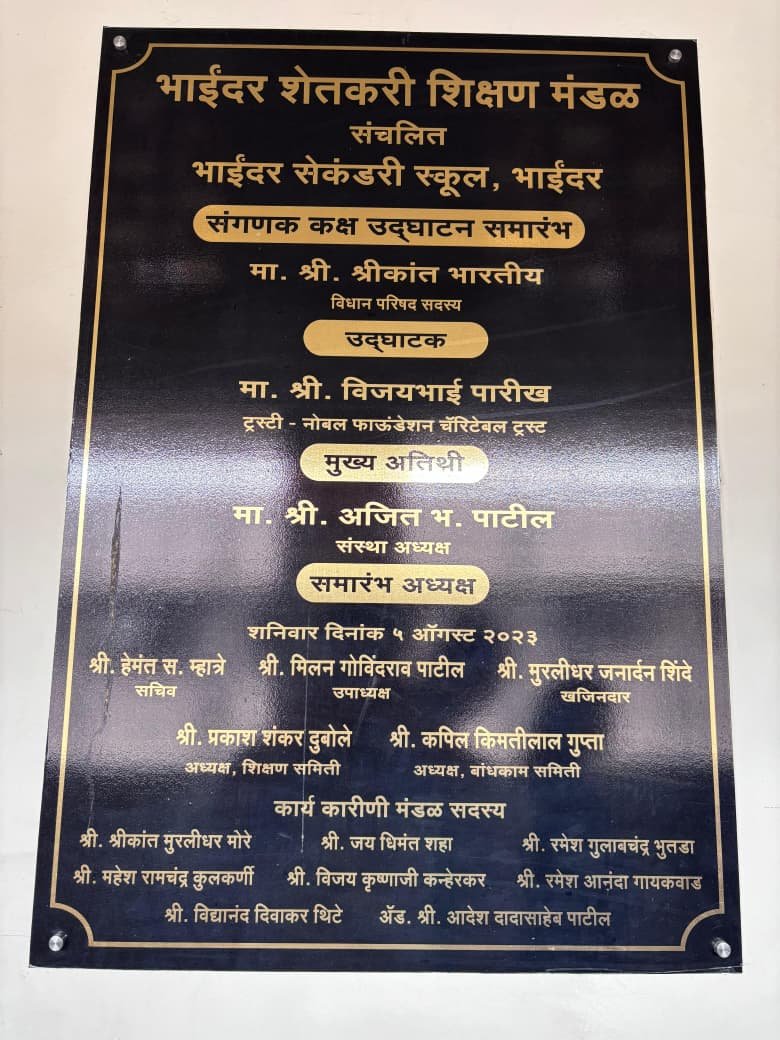 भाईंदर शेतकरी शिक्षण मंडळ
संचलित
भाईंदर सेकंडरी स्कूल, भाईंदर
संगणक कक्ष उद्‌घाटन समारंभ
मा. श्री. श्रीकांत भारतीय
विधान परिषद सदस्य
उद्‌घाटक
मा. श्री. विजयभाई पारीख
ट्रस्टी - नोबल फाऊंडेशन चॅरिटेबल ट्रस्ट
मुख्य अतिथी
मा. श्री. अजित भ. पाटील
संस्था अध्यक्ष
समारंभ अध्यक्ष
शनिवार दिनांक ५ ऑगस्ट २०२३
श्री. हेमंत स. म्हात्रे श्री. मिलन गोविंदराव पाटील श्री. मुरलीधर जनार्दन शिंदे
सचिव उपाध्यक्ष खजिनदार
श्री. प्रकाश शंकर दुबोले श्री. कपिल किमतीलाल गुप्ता
अध्यक्ष, शिक्षण समिती अध्यक्ष, बांधकाम समिती
कार्य कारीणी मंडळ सदस्य
श्री. श्रीकांत मुरलीधर मोरे श्री. जय धिमंत शहा श्री. रमेश गुलाबचंद्र भुतडा
श्री. महेश रामचंद्र कुलकर्णी श्री. विजय कृष्णाजी कन्हेरकर श्री. रमेश आनंदा गायकवाड
श्री. विद्यानंद दिवाकर थिटे ॲड. श्री. आदेश दादासाहेब पाटील